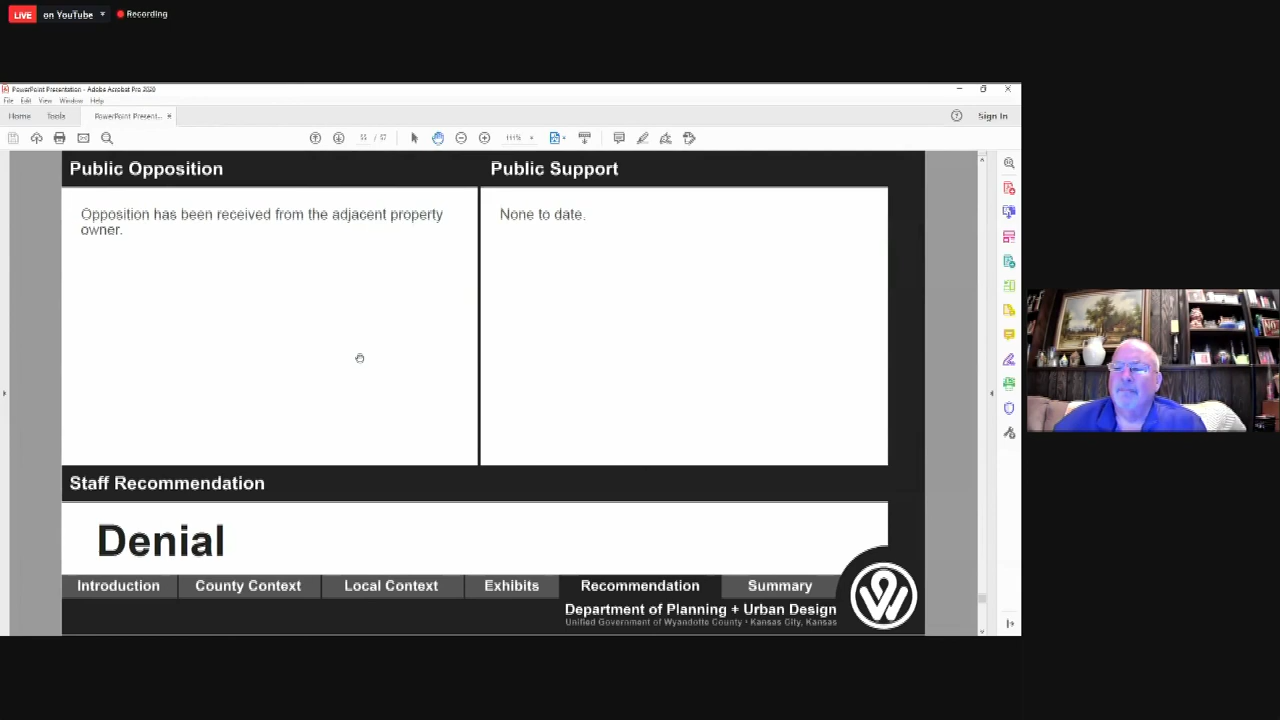 LIVE on YouTube Recording
PowerPoint Presentation - Adobe Acrobat Pro 2020
File Edit View Window Help
Home Tools PowerPoint Present... × Sign In
55 / 57 111%
Public Opposition Public Support
Opposition has been received from the adjacent property None to date.
owner.
Staff Recommendation
Denial
Introduction County Context Local Context Exhibits Recommendation Summary
Department of Planning + Urban Design
Unified Government of Wyandotte County • Kansas City, Kansas